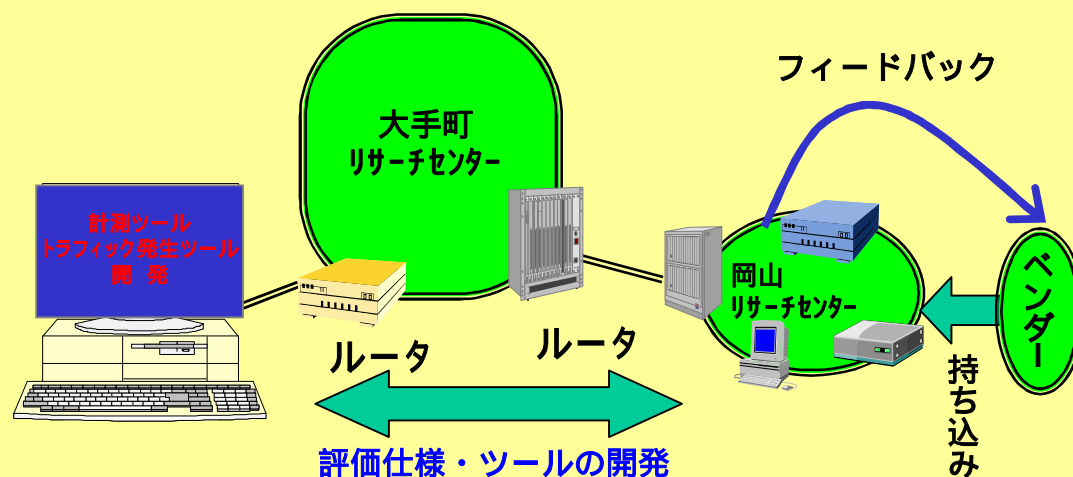 フィードバック
大手町
ﾘｻｰﾁｾﾝﾀｰ
計測ツール
トラフィック発生ツール
開 発
岡山
ﾘｻｰﾁｾﾝﾀｰ
ベンダー
ルータ
ルータ
持ち込み
評価仕様・ツールの開発